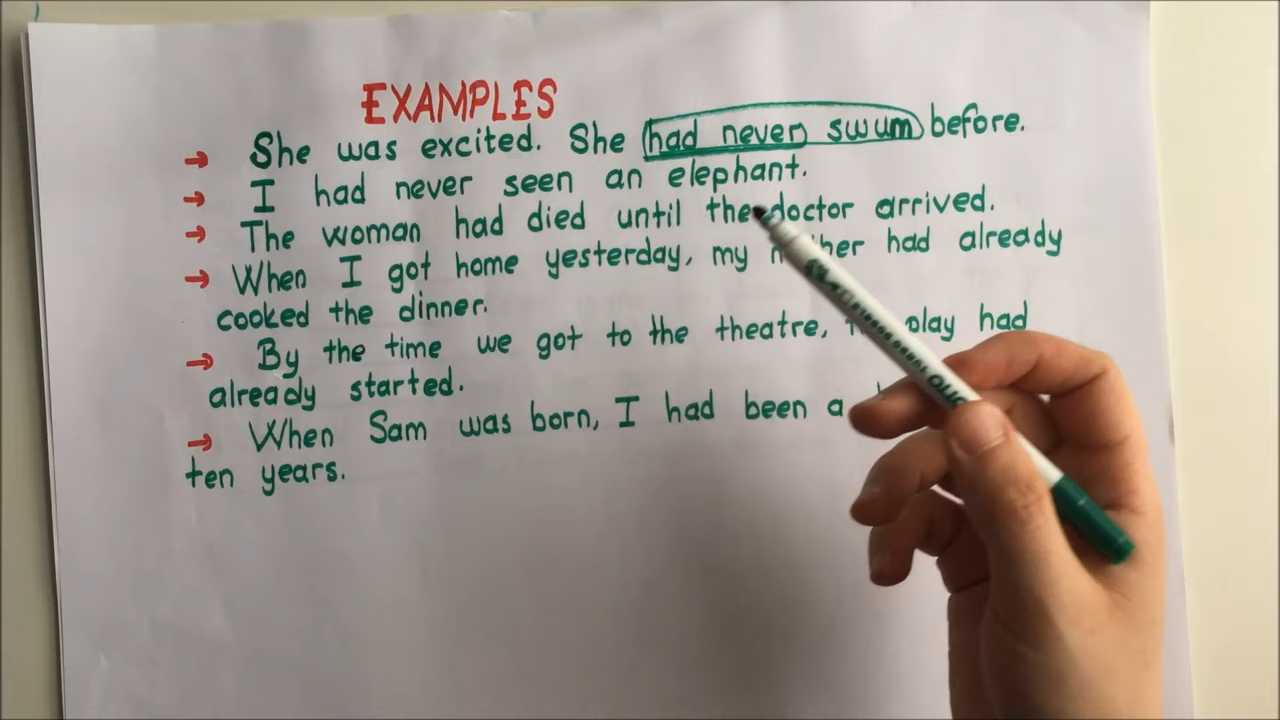 EXAMPLES
→ She was excited. She had never swum before.
→ I had never seen an elephant.
→ The woman had died until the doctor arrived.
→ When I got home yesterday, my had already
cooked the dinner.
→ By the time we got to the theatre, play had
already started.
→ When Sam was born, I had been a
ten years.